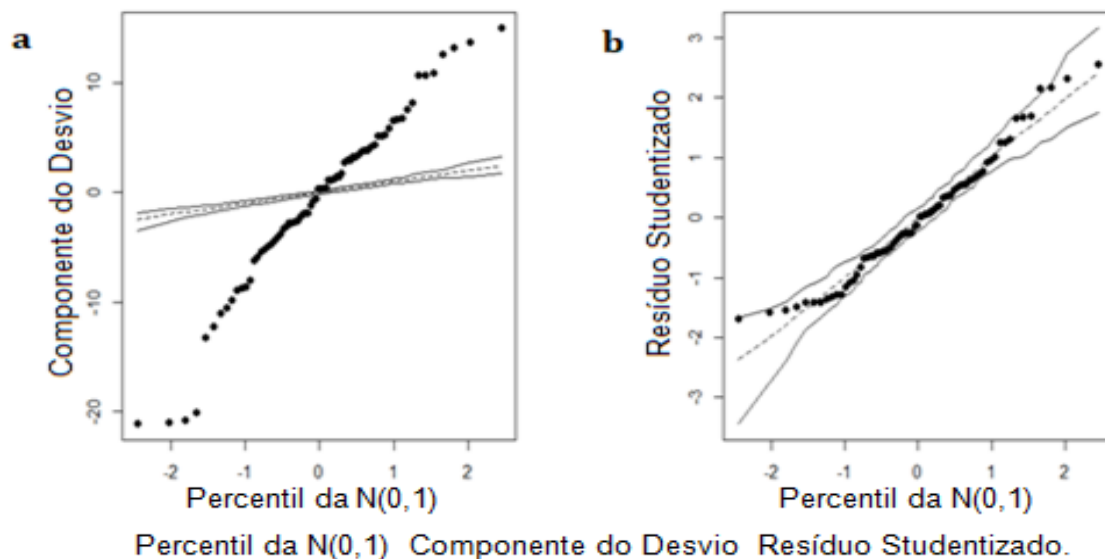 a
Componente do Desvio
10
0
-10
-20
-2 -1 0 1 2
Percentil da N(0,1)
b
Resíduo Studentizado
3
2
1
0
-1
-2
-3
-2 -1 0 1 2
Percentil da N(0,1)
Percentil da N(0,1) Componente do Desvio Resíduo Studentizado.